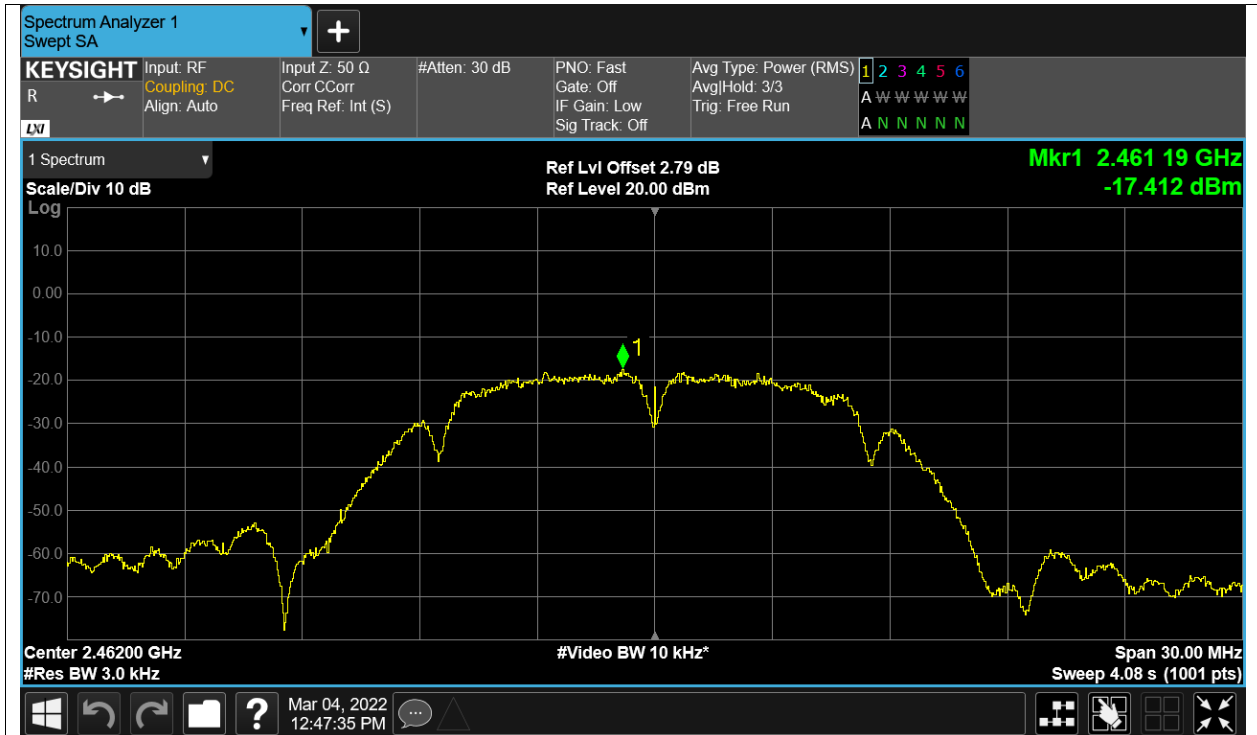 Spectrum Analyzer 1
Swept SA
KEYSIGHT
R
LXI
Input: RF
Coupling: DC
Align: Auto
Input Z: 50 Ω
Corr CCorr
Freq Ref: Int (S)
#Atten: 30 dB
PNO: Fast
Gate: Off
IF Gain: Low
Sig Track: Off
Avg Type: Power (RMS)
Avg|Hold: 3/3
Trig: Free Run
1 2 3 4 5 6
A W W W W W
A N N N N N
1 Spectrum
Scale/Div 10 dB
Log
Ref Lvl Offset 2.79 dB
Ref Level 20.00 dBm
Mkr1 2.461 19 GHz
-17.412 dBm
10.0
0.00
-10.0
-20.0
-30.0
-40.0
-50.0
-60.0
-70.0
1
Center 2.46200 GHz
#Res BW 3.0 kHz
#Video BW 10 kHz*
Span 30.00 MHz
Sweep 4.08 s (1001 pts)
?
Mar 04, 2022
12:47:35 PM